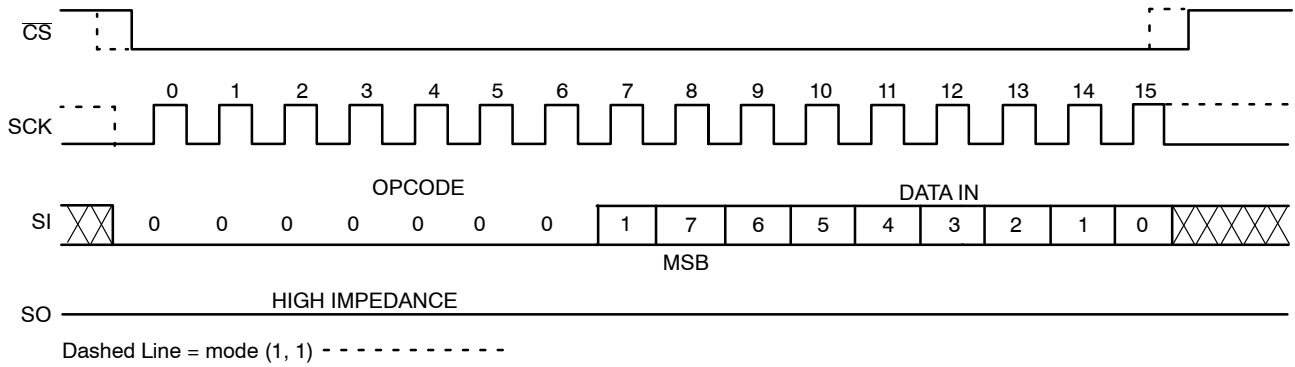 CS
0 1 2 3 4 5 6 7 8 9 10 11 12 13 14 15
SCK
OPCODE DATA IN
SI 0 0 0 0 0 0 0 1 7 6 5 4 3 2 1 0
MSB
HIGH IMPEDANCE
SO
Dashed Line = mode (1, 1)